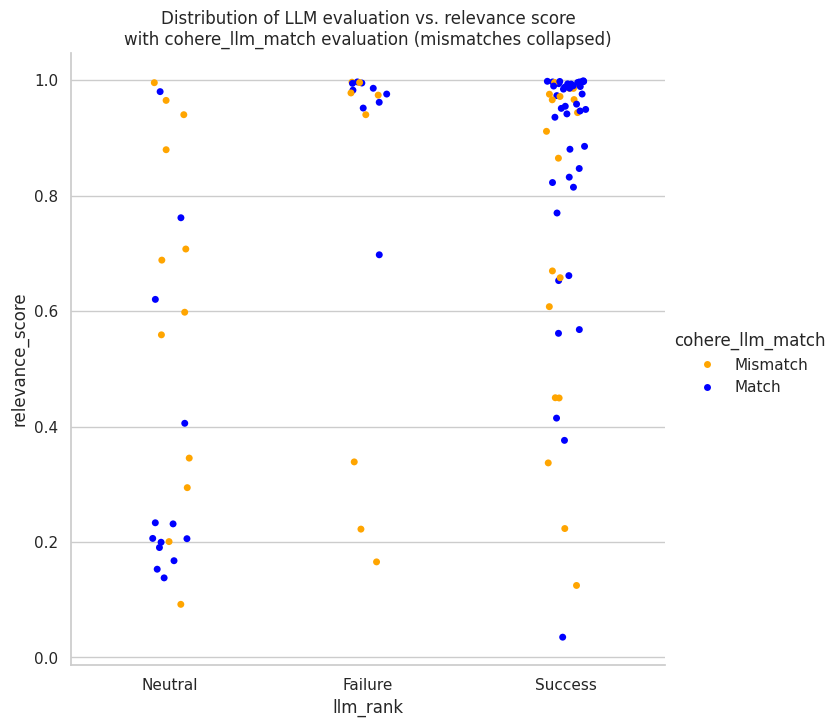 Distribution of LLM evaluation vs. relevance score
with cohere_llm_match evaluation (mismatches collapsed)
1.0
0.8
0.6
0.4
0.2
0.0
relevance_score
Neutral
Failure
Success
llm_rank
cohere_llm_match
Mismatch
Match